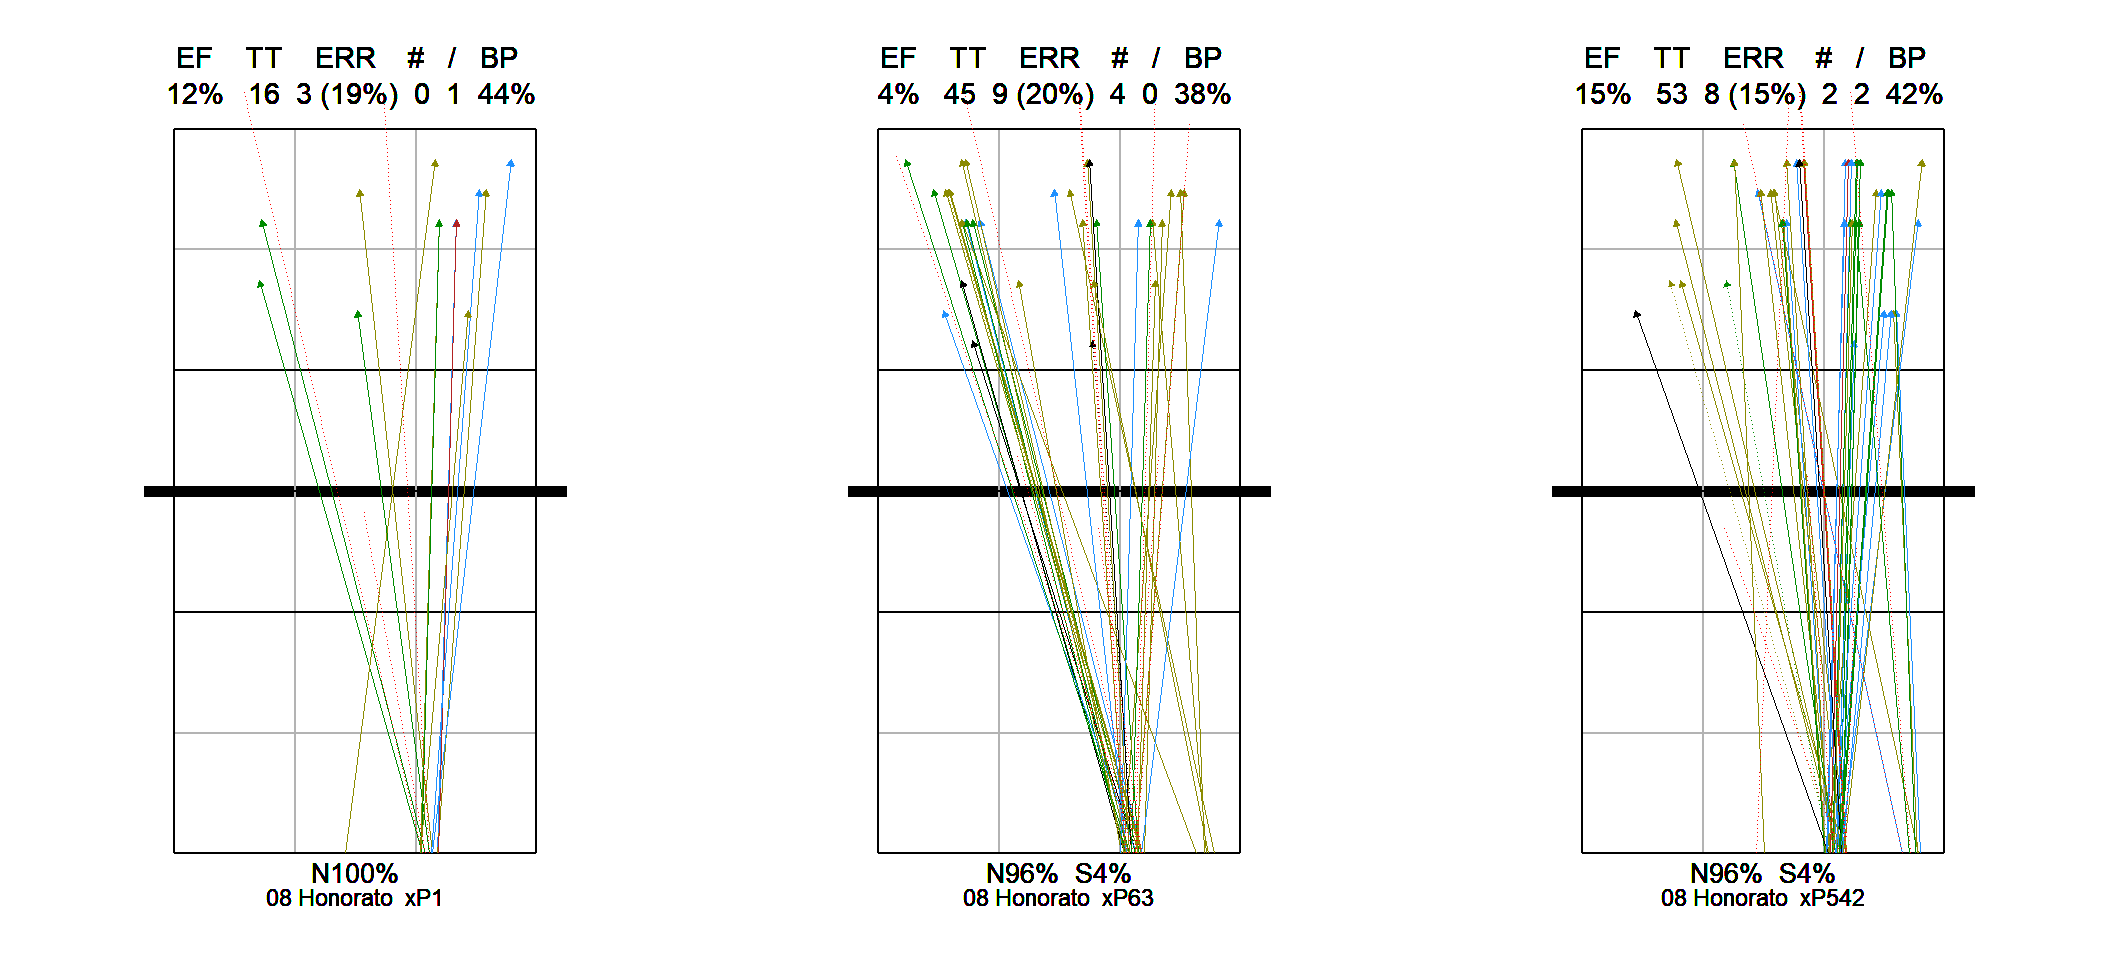 EF TT ERR # / BP
12% 16 3 (19%) 0 1 44%
N100%
08 Honorato xP1
EF TT ERR # / BP
4% 45 9 (20%) 4 0 38%
N96% S4%
08 Honorato xP63
EF TT ERR # / BP
15% 53 8 (15%) 2 2 42%
N96% S4%
08 Honorato xP542